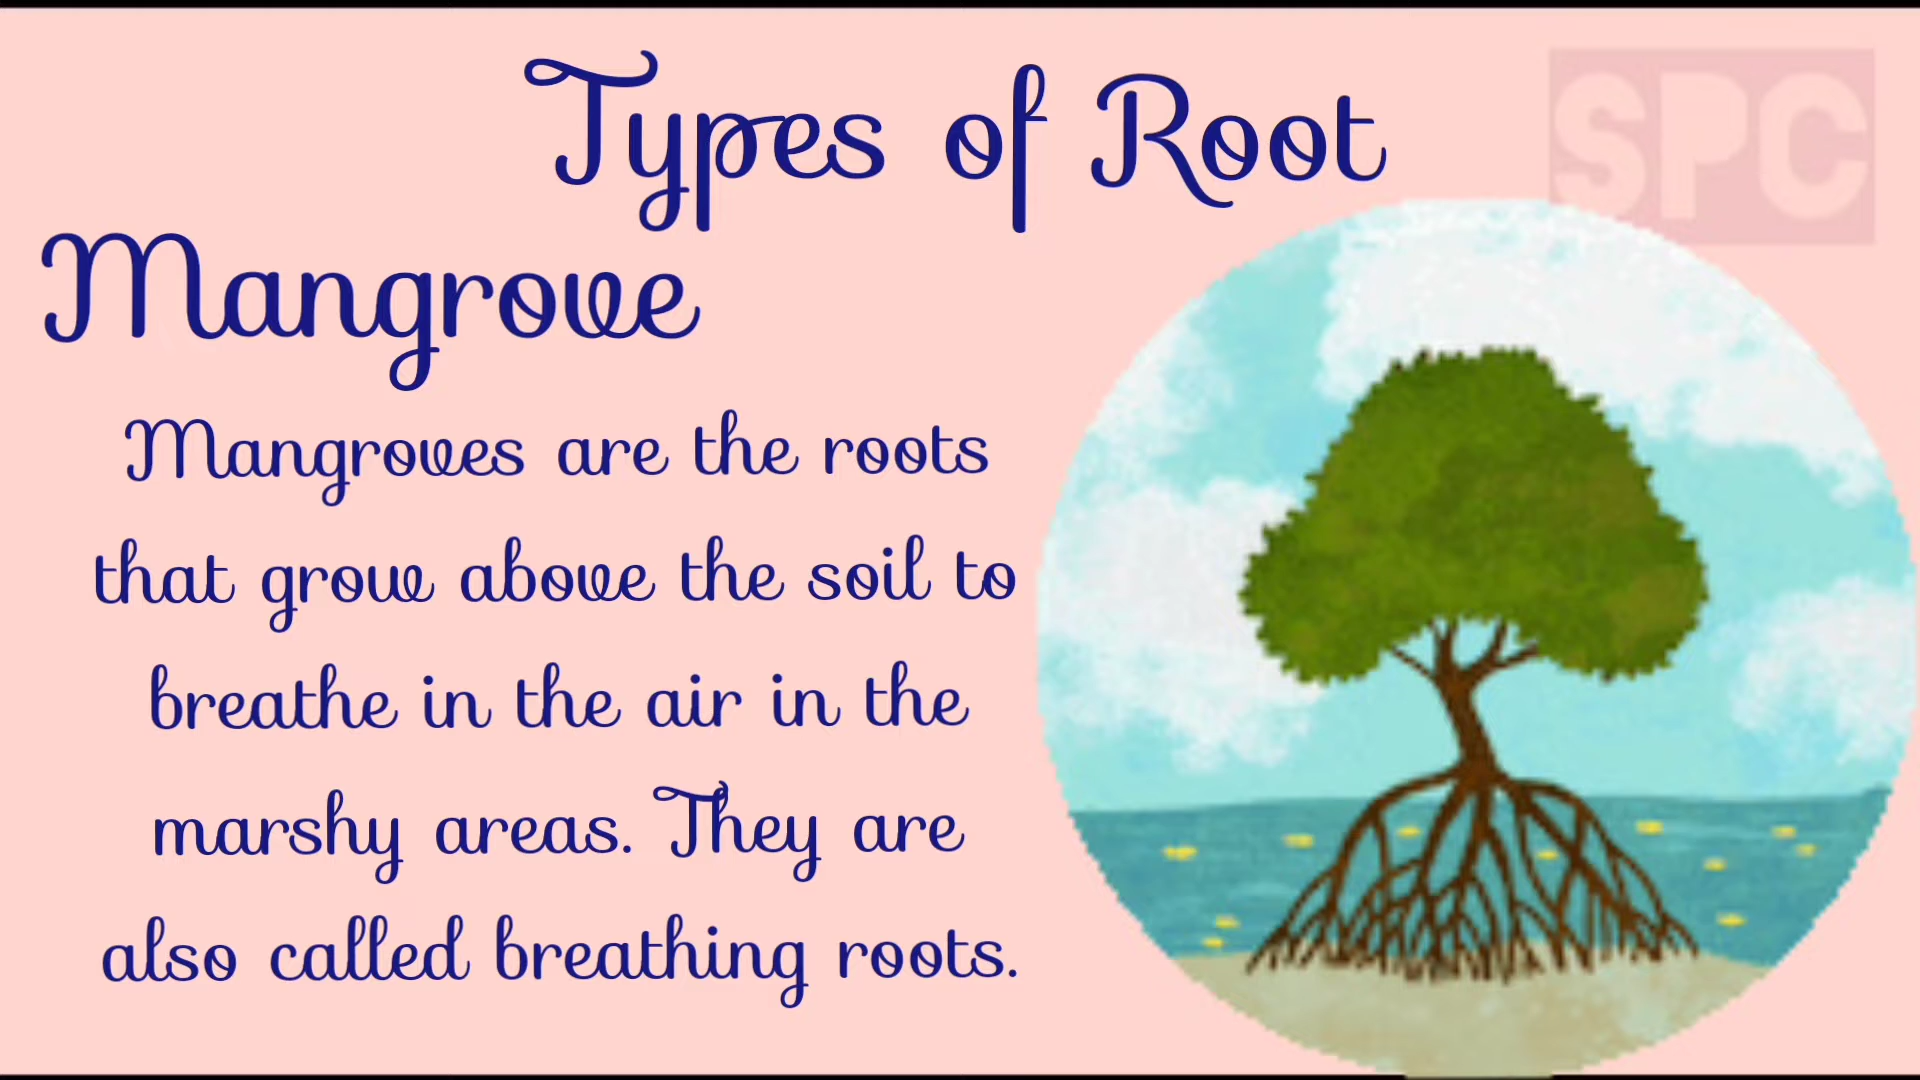 Types of Root
SPC
Mangrove
Mangroves are the roots
that grow above the soil to
breathe in the air in the
marshy areas. They are
also called breathing roots.